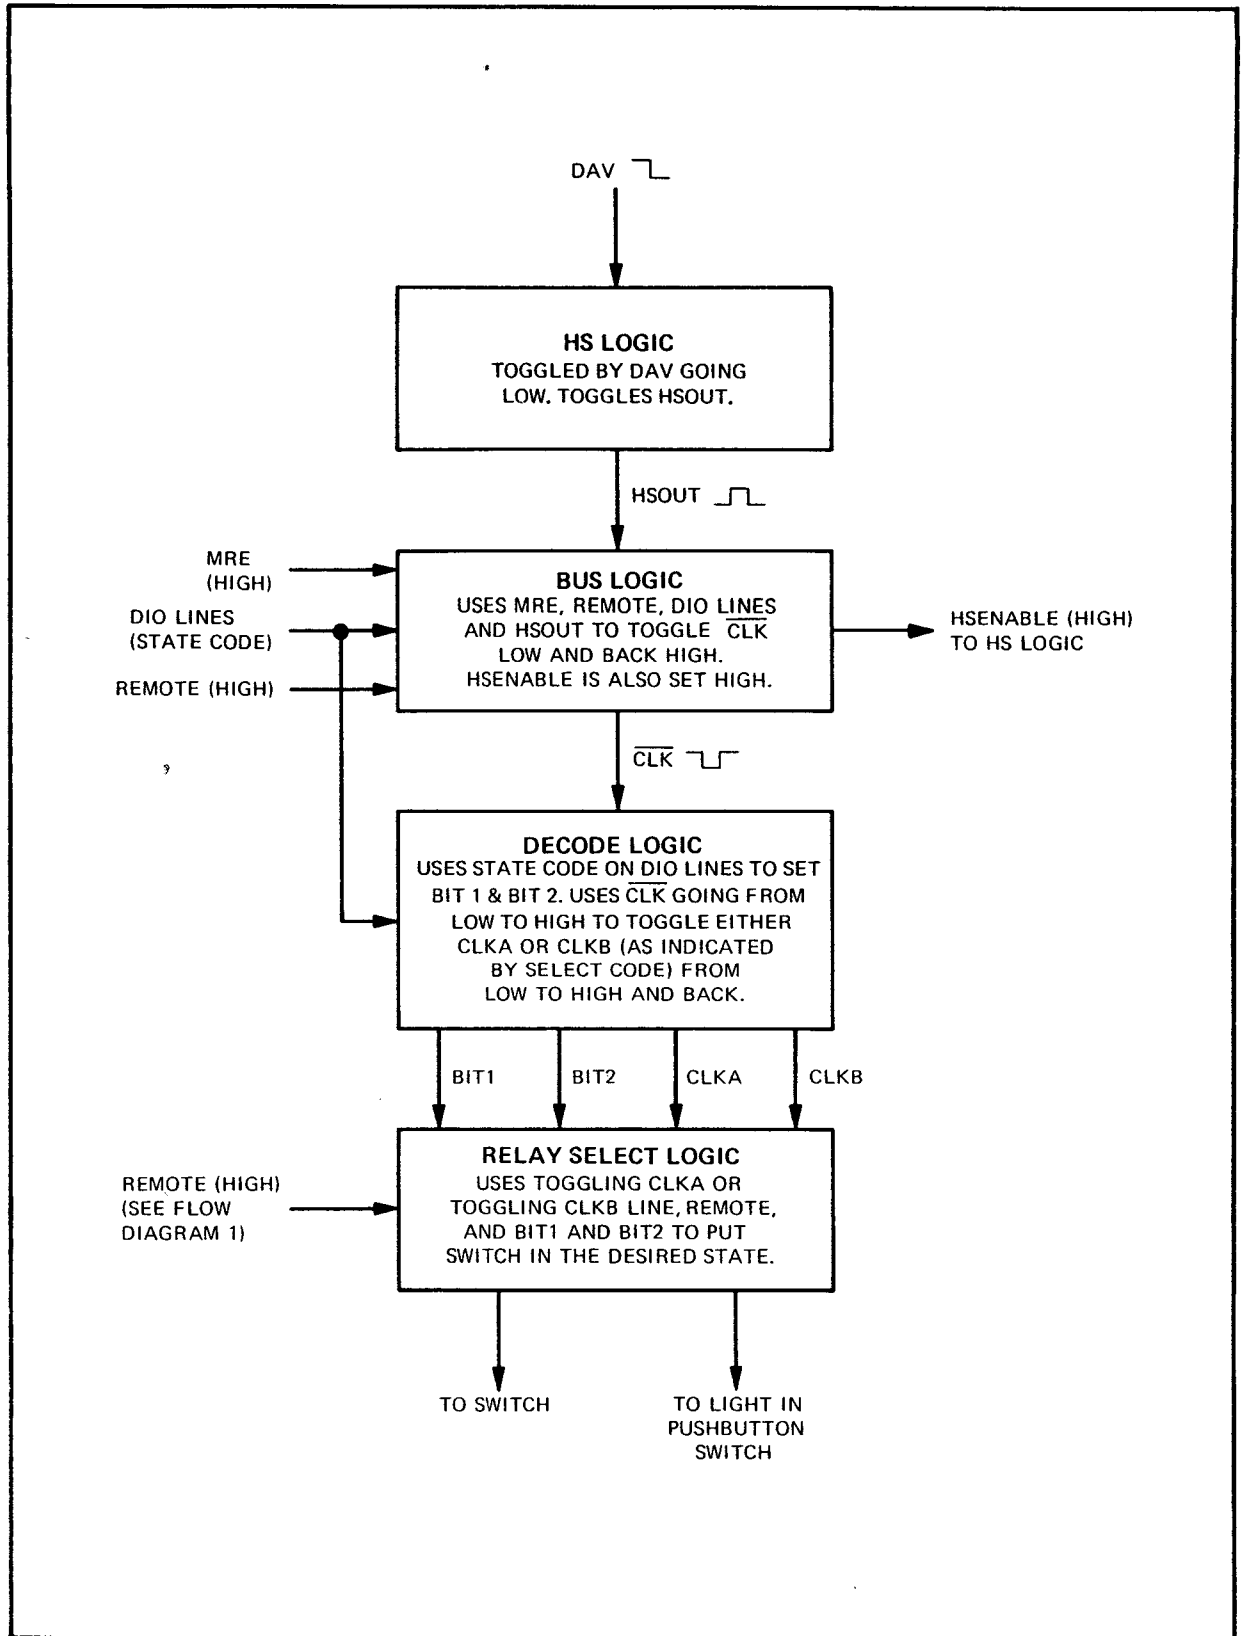 DAV
HS LOGIC
TOGGLED BY DAV GOING
LOW. TOGGLES HSOUT.
HSOUT
MRE
(HIGH)
DIO LINES
(STATE CODE)
REMOTE (HIGH)
BUS LOGIC
USES MRE, REMOTE, DIO LINES
AND HSOUT TO TOGGLE C̅L̅K̅
LOW AND BACK HIGH.
HSENABLE IS ALSO SET HIGH.
HSENABLE (HIGH)
TO HS LOGIC
C̅L̅K̅
DECODE LOGIC
USES STATE CODE ON DIO LINES TO SET
BIT 1 & BIT 2. USES C̅L̅K̅ GOING FROM
LOW TO HIGH TO TOGGLE EITHER
CLKA OR CLKB (AS INDICATED
BY SELECT CODE) FROM
LOW TO HIGH AND BACK.
BIT1 BIT2 CLKA CLKB
REMOTE (HIGH)
(SEE FLOW
DIAGRAM 1)
RELAY SELECT LOGIC
USES TOGGLING CLKA OR
TOGGLING CLKB LINE, REMOTE,
AND BIT1 AND BIT2 TO PUT
SWITCH IN THE DESIRED STATE.
TO SWITCH
TO LIGHT IN
PUSHBUTTON
SWITCH